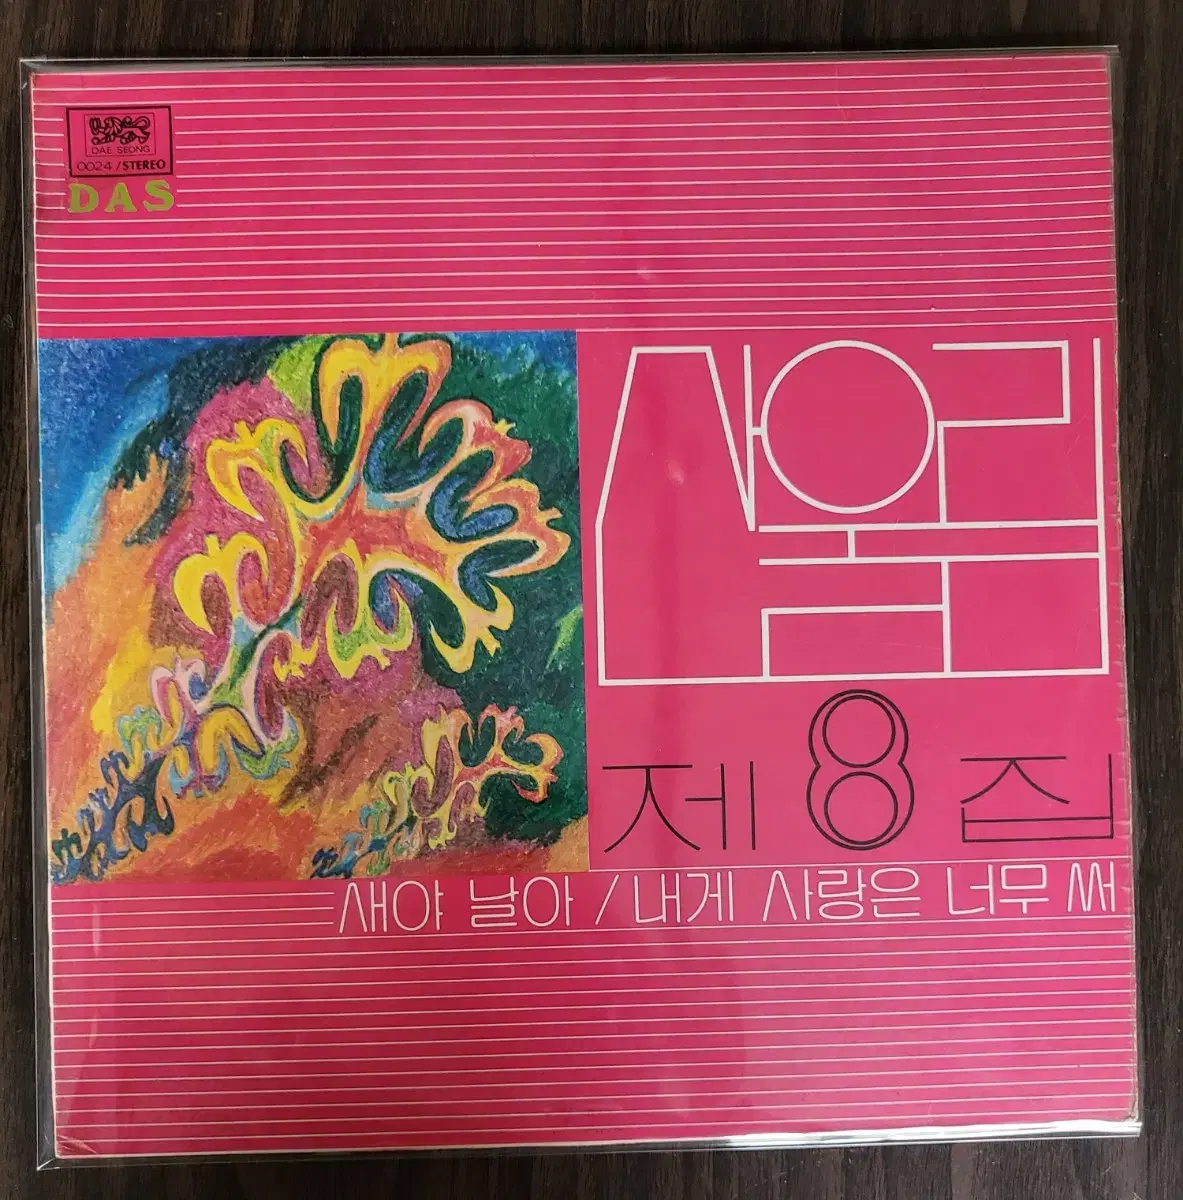 DAE SEONG
0024 / STEREO
DAS
산울림
제8집
새야 날아 / 내게 사랑은 너무 써